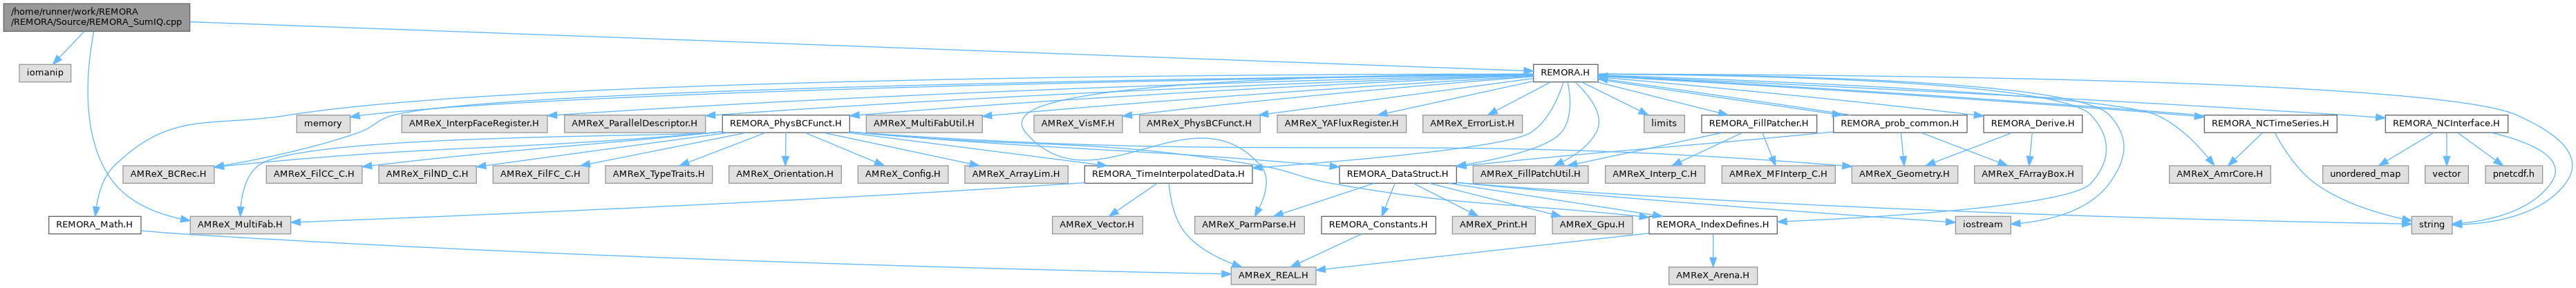 /home/runner/work/REMORA
/REMORA/Source/REMORA_SumIQ.cpp
iomanip
REMORA.H
memory
AMReX_InterpFaceRegister.H
AMReX_ParallelDescriptor.H
REMORA_PhysBCFunct.H
AMReX_MultiFabUtil.H
AMReX_VisMF.H
AMReX_PhysBCFunct.H
AMReX_YAFluxRegister.H
AMReX_ErrorList.H
limits
REMORA_FillPatcher.H
REMORA_prob_common.H
REMORA_Derive.H
REMORA_NCTimeSeries.H
REMORA_NCInterface.H
AMReX_BCRec.H
AMReX_FilCC_C.H
AMReX_FilND_C.H
AMReX_FilFC_C.H
AMReX_TypeTraits.H
AMReX_Orientation.H
AMReX_Config.H
AMReX_ArrayLim.H
REMORA_TimeInterpolatedData.H
REMORA_DataStruct.H
AMReX_FillPatchUtil.H
AMReX_Interp_C.H
AMReX_MFInterp_C.H
AMReX_Geometry.H
AMReX_FArrayBox.H
AMReX_AmrCore.H
unordered_map
vector
pnetcdf.h
REMORA_Math.H
AMReX_MultiFab.H
AMReX_Vector.H
AMReX_ParmParse.H
REMORA_Constants.H
AMReX_Print.H
AMReX_Gpu.H
REMORA_IndexDefines.H
iostream
string
AMReX_REAL.H
AMReX_Arena.H